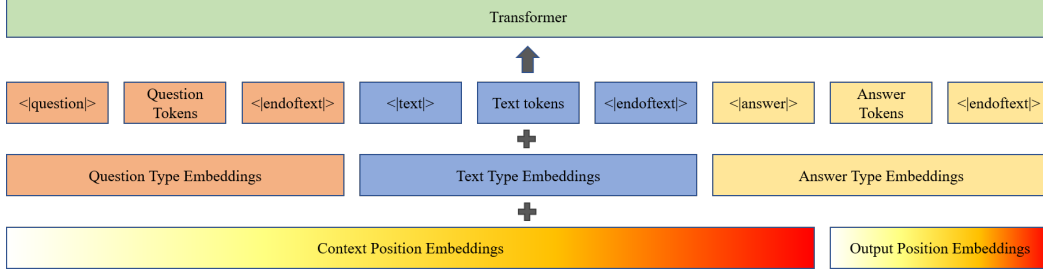 Transformer
<|question|>
Question
Tokens
<|endoftext|>
<|text|>
Text tokens
<|endoftext|>
<|answer|>
Answer
Tokens
<|endoftext|>
Question Type Embeddings
Text Type Embeddings
Answer Type Embeddings
Context Position Embeddings
Output Position Embeddings